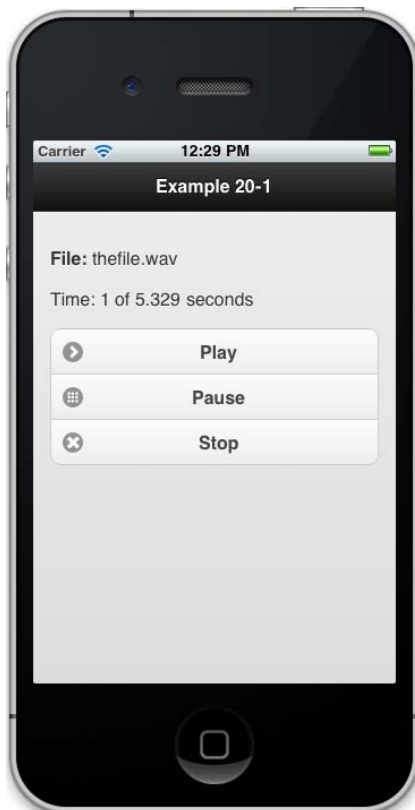 Carrier 12:29 PM
Example 20-1
File: thefile.wav
Time: 1 of 5.329 seconds
Play
Pause
Stop